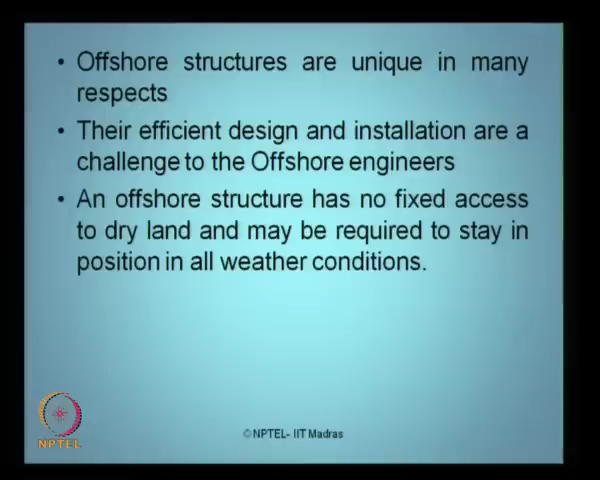 • Offshore structures are unique in many
respects
• Their efficient design and installation are a
challenge to the Offshore engineers
• An offshore structure has no fixed access
to dry land and may be required to stay in
position in all weather conditions.
NPTEL
©NPTEL- IIT Madras